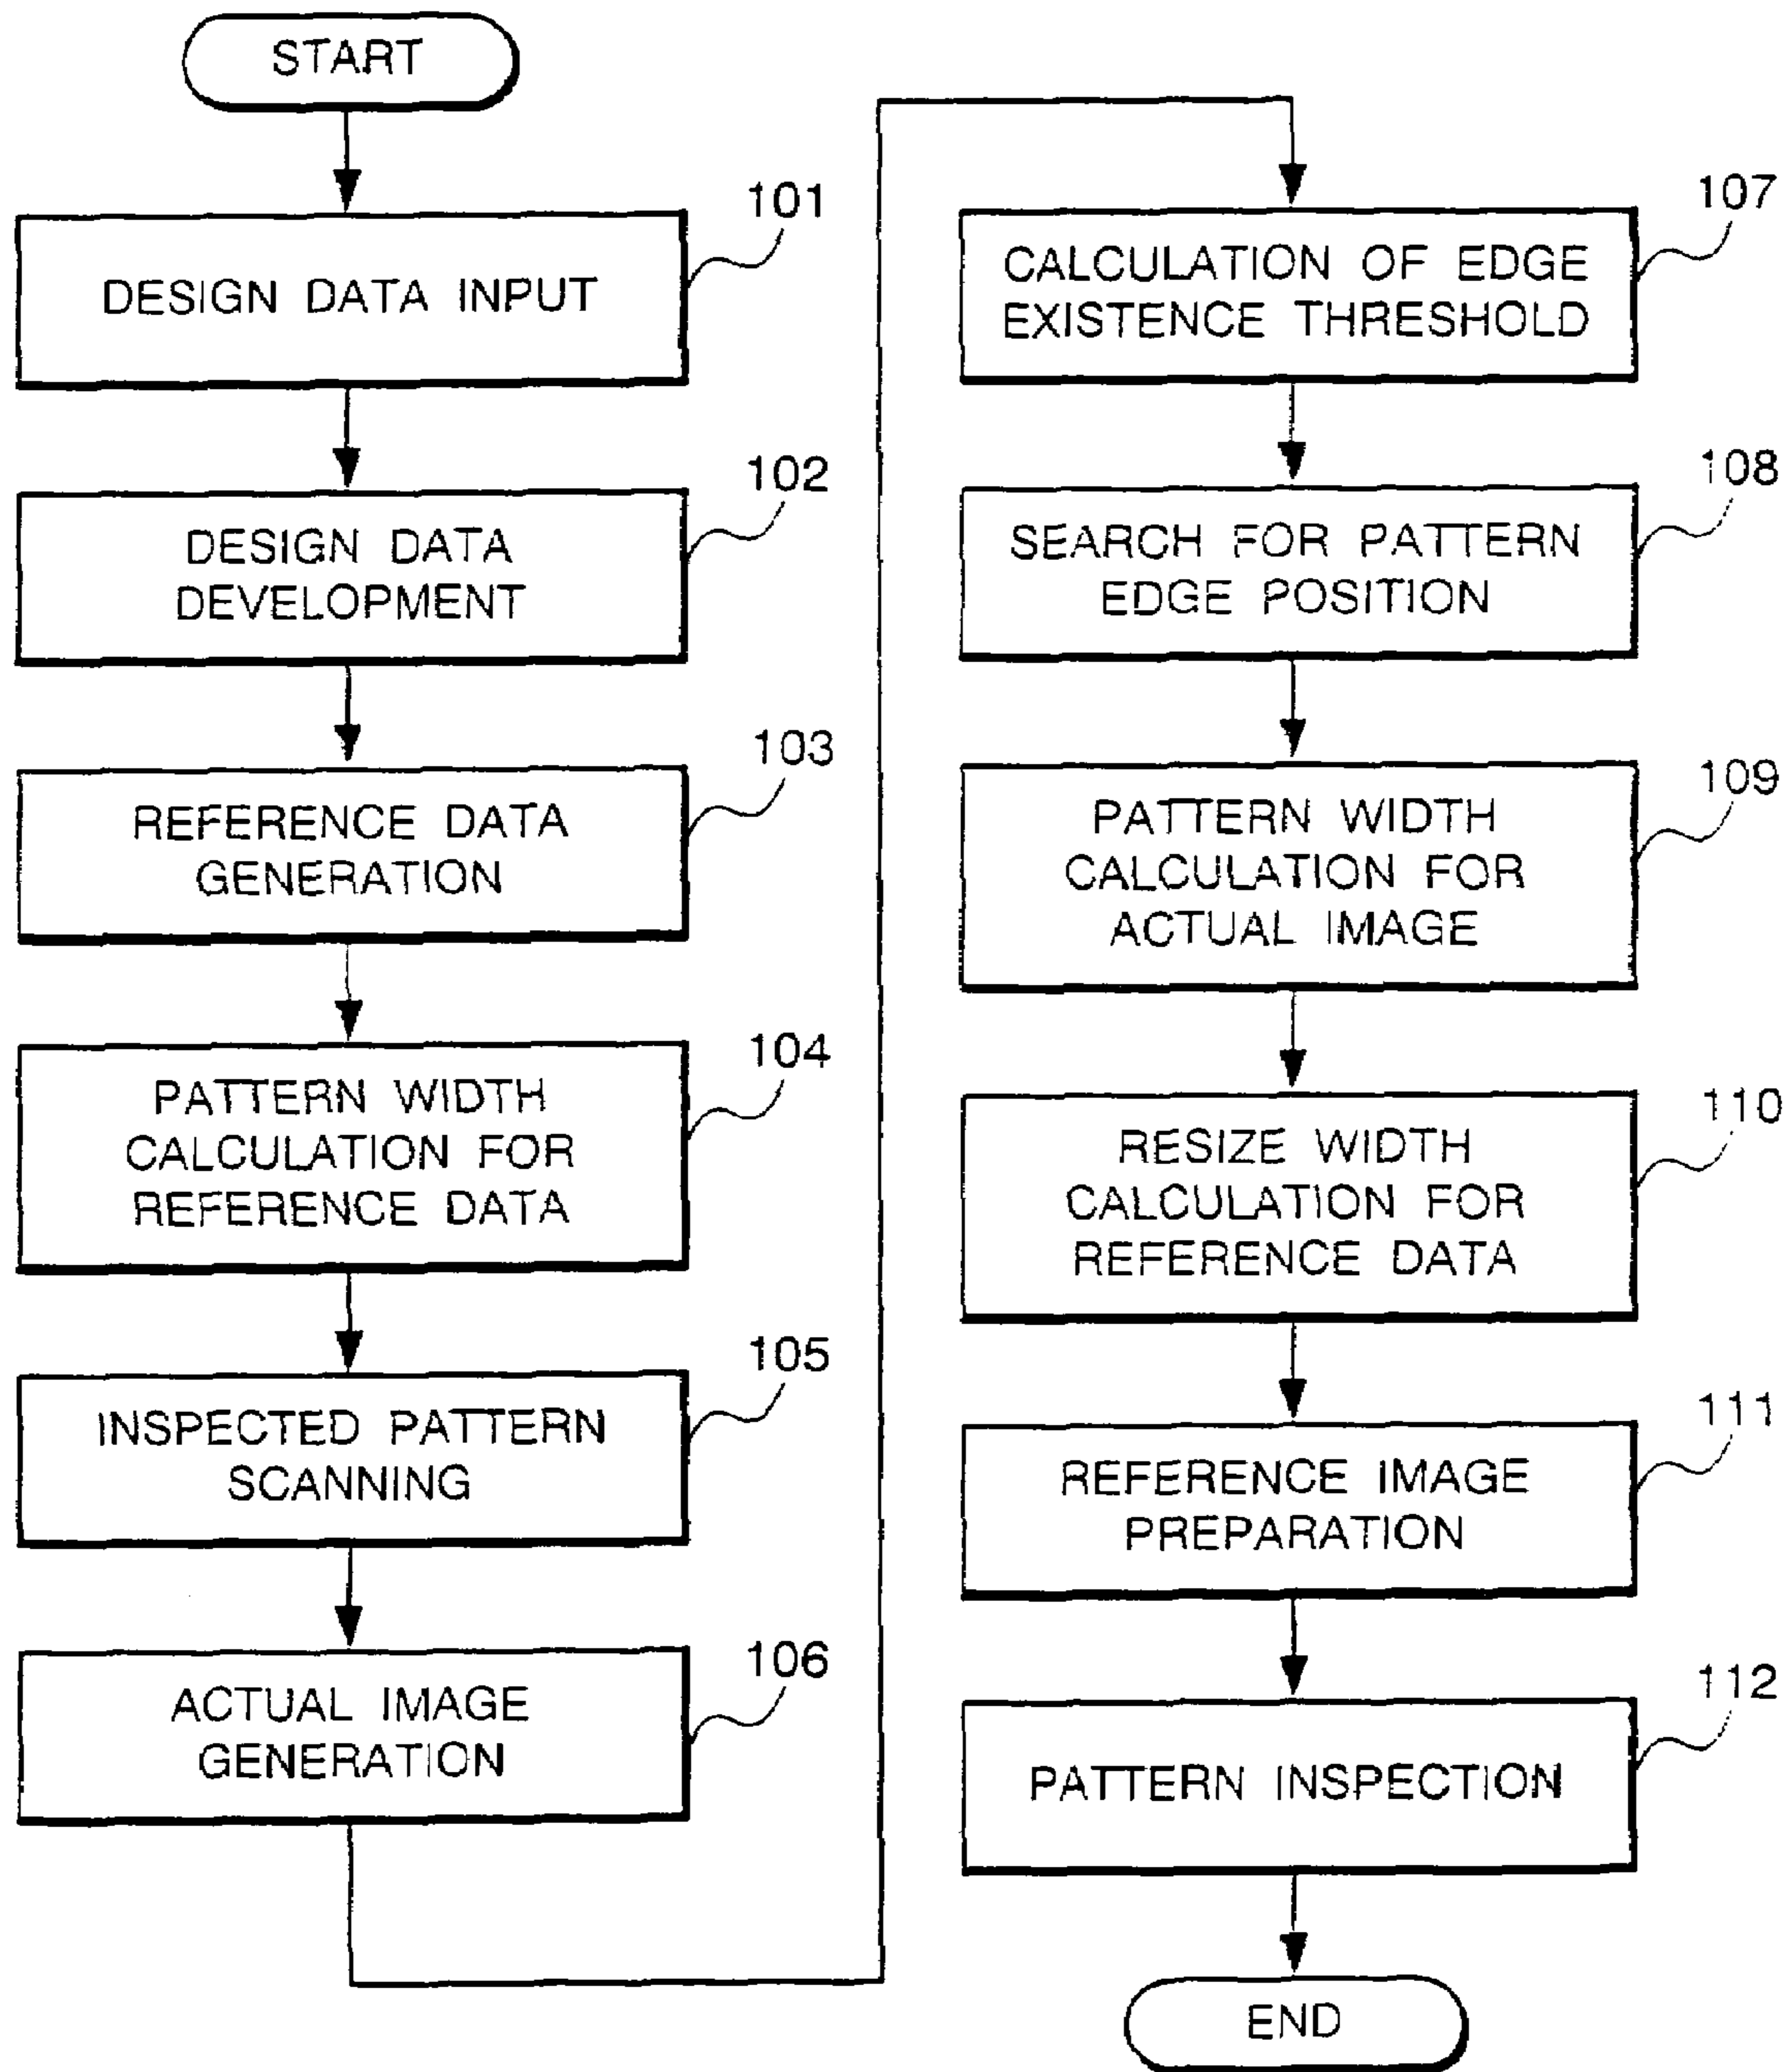 START
101
DESIGN DATA INPUT
102
DESIGN DATA
DEVELOPMENT
103
REFERENCE DATA
GENERATION
104
PATTERN WIDTH
CALCULATION FOR
REFERENCE DATA
105
INSPECTED PATTERN
SCANNING
106
ACTUAL IMAGE
GENERATION
107
CALCULATION OF EDGE
EXISTENCE THRESHOLD
108
SEARCH FOR PATTERN
EDGE POSITION
109
PATTERN WIDTH
CALCULATION FOR
ACTUAL IMAGE
110
RESIZE WIDTH
CALCULATION FOR
REFERENCE DATA
111
REFERENCE IMAGE
PREPARATION
112
PATTERN INSPECTION
END